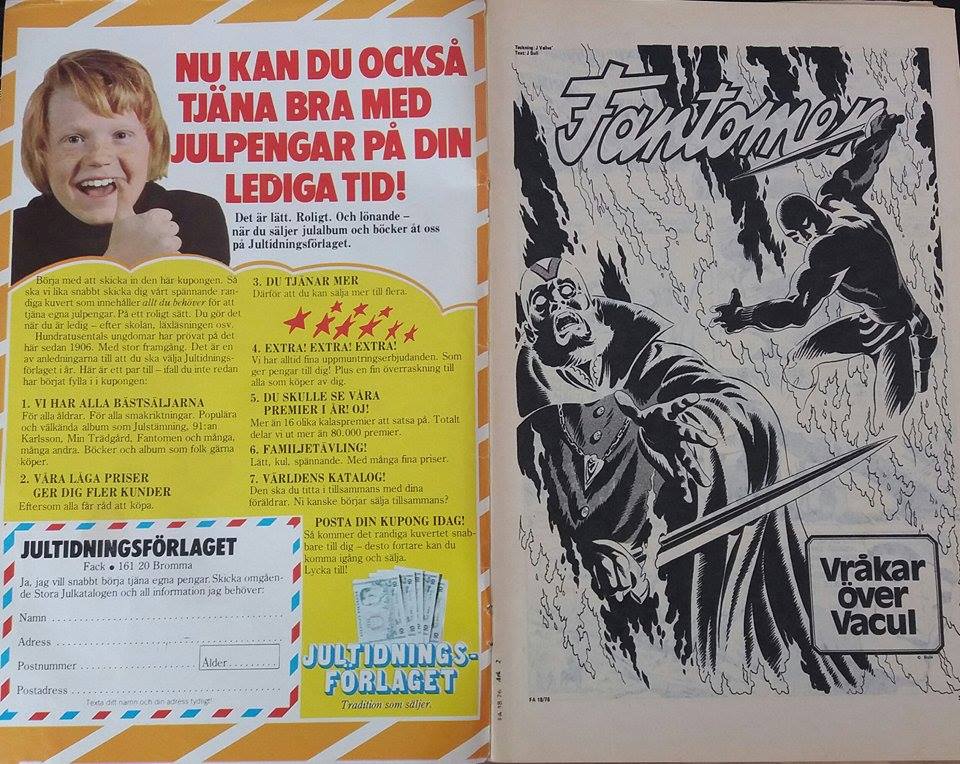 NU KAN DU OCKSÅ
TJÄNA BRA MED
JULPENGAR PÅ DIN
LEDIGA TID!
Det är lätt. Roligt. Och lönande –
när du säljer julalbum och böcker åt oss
på Jultidningsförlaget.
Börja med att skicka in den här kupongen. Så
ska vi lika snabbt skicka dig vårt spännande ran-
diga kuvert som innehåller allt du behöver för att
tjäna egna julpengar. På ett roligt sätt. Du gör det
när du är ledig – efter skolan, läxläsningen osv.
Hundratusentals ungdomar har prövat på det
här sedan 1906. Med stor framgång. Det är en
av anledningarna till att du ska välja Jultidnings-
förlaget i år. Här är ett par till – ifall du inte redan
har börjat fylla i i kupongen:
1. VI HAR ALLA BÄSTSÄLJARNA
För alla åldrar. För alla smakriktningar. Populära
och välkända album som Julstämning, 91:an
Karlsson, Min Trädgård, Fantomen och många,
många andra. Böcker och album som folk gärna
köper.
2. VÅRA LÅGA PRISER
GER DIG FLER KUNDER
Eftersom alla får råd att köpa.
3. DU TJÄNAR MER
Därför att du kan sälja mer till flera.
4. EXTRA! EXTRA! EXTRA!
Vi har alltid fina uppmuntringserbjudanden. Som
ger pengar till dig! Plus en fin överraskning till
alla som köper av dig.
5. DU SKULLE SE VÅRA
PREMIER I ÅR! OJ!
Mer än 16 olika kalaspremier att satsa på. Totalt
delar vi ut mer än 80.000 premier.
6. FAMILJETÄVLING!
Lätt, kul, spännande. Med många fina priser.
7. VÄRLDENS KATALOG!
Den ska du titta i tillsammans med dina
föräldrar. Ni kanske börjar sälja tillsammans?
POSTA DIN KUPONG IDAG!
Så kommer det randiga kuvertet snab-
bare till dig – desto fortare kan du
komma igång och sälja.
Lycka till!
JULTIDNINGSFÖRLAGET
Fack • 161 20 Bromma
Ja, jag vill snabbt börja tjäna egna pengar. Skicka omgåen-
de Stora Julkatalogen och all information jag behöver:
Namn
Adress
Postnummer
Ålder
Postadress
Texta ditt namn och din adress tydligt!
JULTIDNINGS-
FÖRLAGET
Tradition som säljer.
Teckning: J Vallvé
Text: J Bull
Fantomen
Vråkar
över
Vacul
© Bulls
FA 18/76
FA 18 76
2